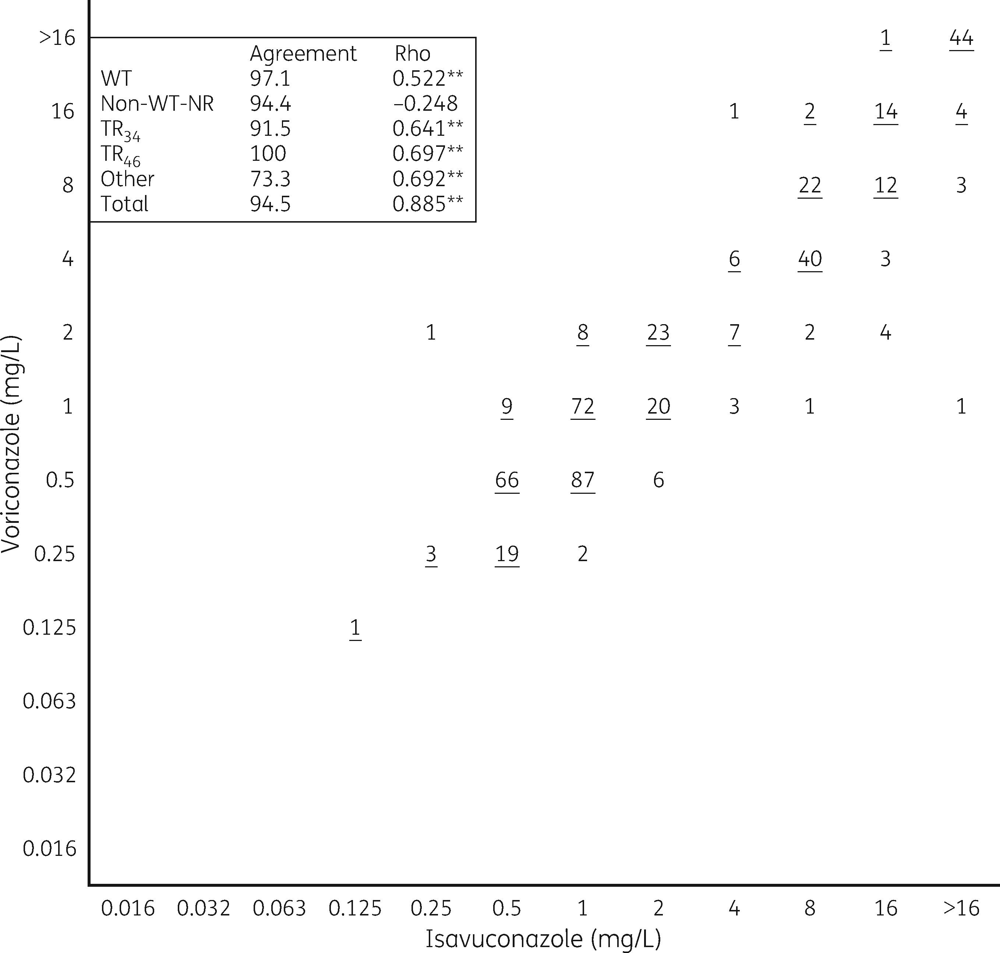 >16 1 44
Agreement Rho
WT 97.1 0.522**
Non-WT-NR 94.4 −0.248
16 1 2 14 4
TR34 91.5 0.641**
TR46 100 0.697**
Other 73.3 0.692**
8 22 12 3
Total 94.5 0.885**
4 6 40 3
2 1 8 23 7 2 4
1 9 72 20 3 1 1
0.5 66 87 6
0.25 3 19 2
0.125 1
0.063
0.032
0.016
Voriconazole (mg/L)
0.016 0.032 0.063 0.125 0.25 0.5 1 2 4 8 16 >16
Isavuconazole (mg/L)